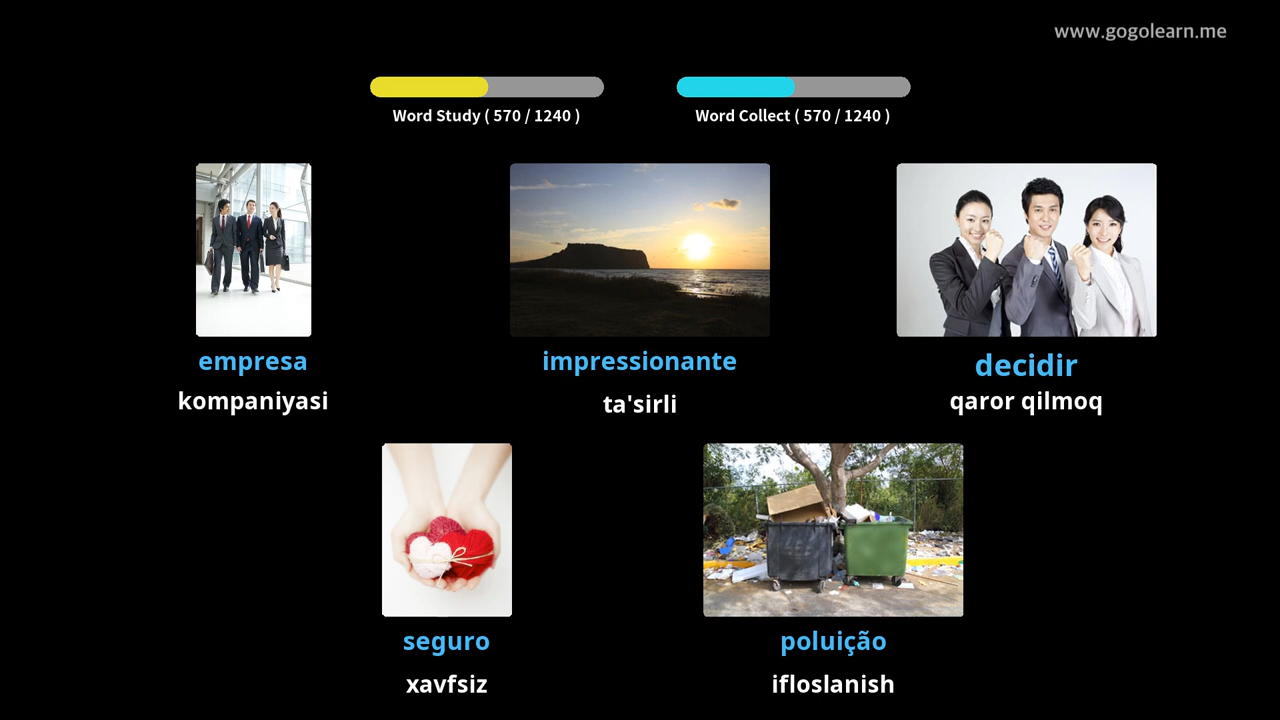 www.gogolearn.me
Word Study ( 570 / 1240 )
Word Collect ( 570 / 1240 )
empresa
kompaniyasi
impressionante
ta'sirli
decidir
qaror qilmoq
seguro
xavfsiz
poluição
ifloslanish